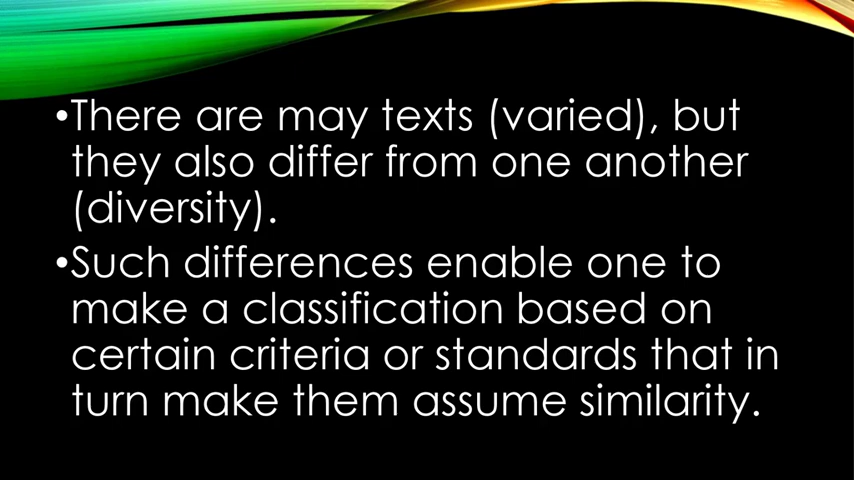 •There are may texts (varied), but
they also differ from one another
(diversity).
•Such differences enable one to
make a classification based on
certain criteria or standards that in
turn make them assume similarity.